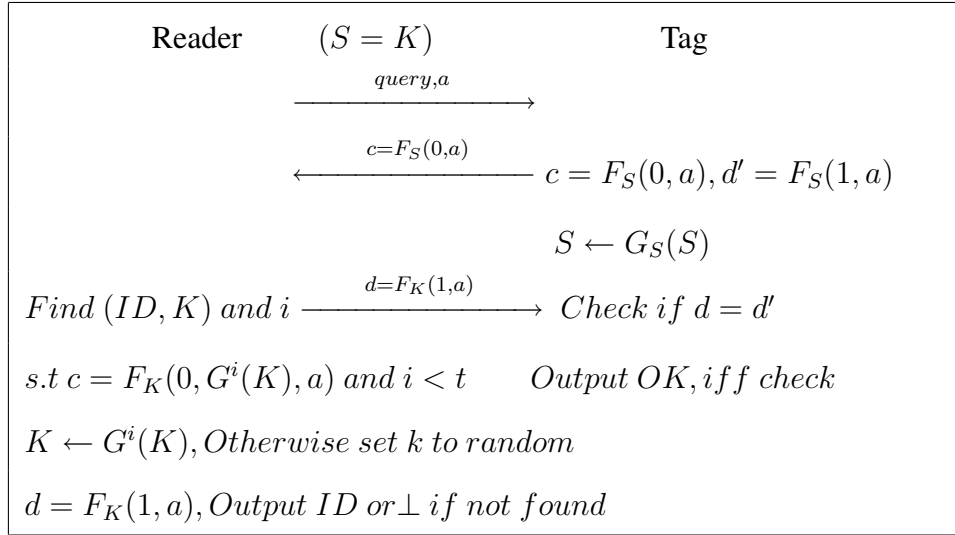 Reader (S = K) Tag
query,a
c=F_S(0,a)
c = F_S(0, a), d′ = F_S(1, a)
S ← G_S(S)
d=F_K(1,a)
Find (ID, K) and i → Check if d = d′
s.t c = F_K(0, G^i(K), a) and i < t Output OK, iff check
K ← G^i(K), Otherwise set k to random
d = F_K(1, a), Output ID or⊥ if not found